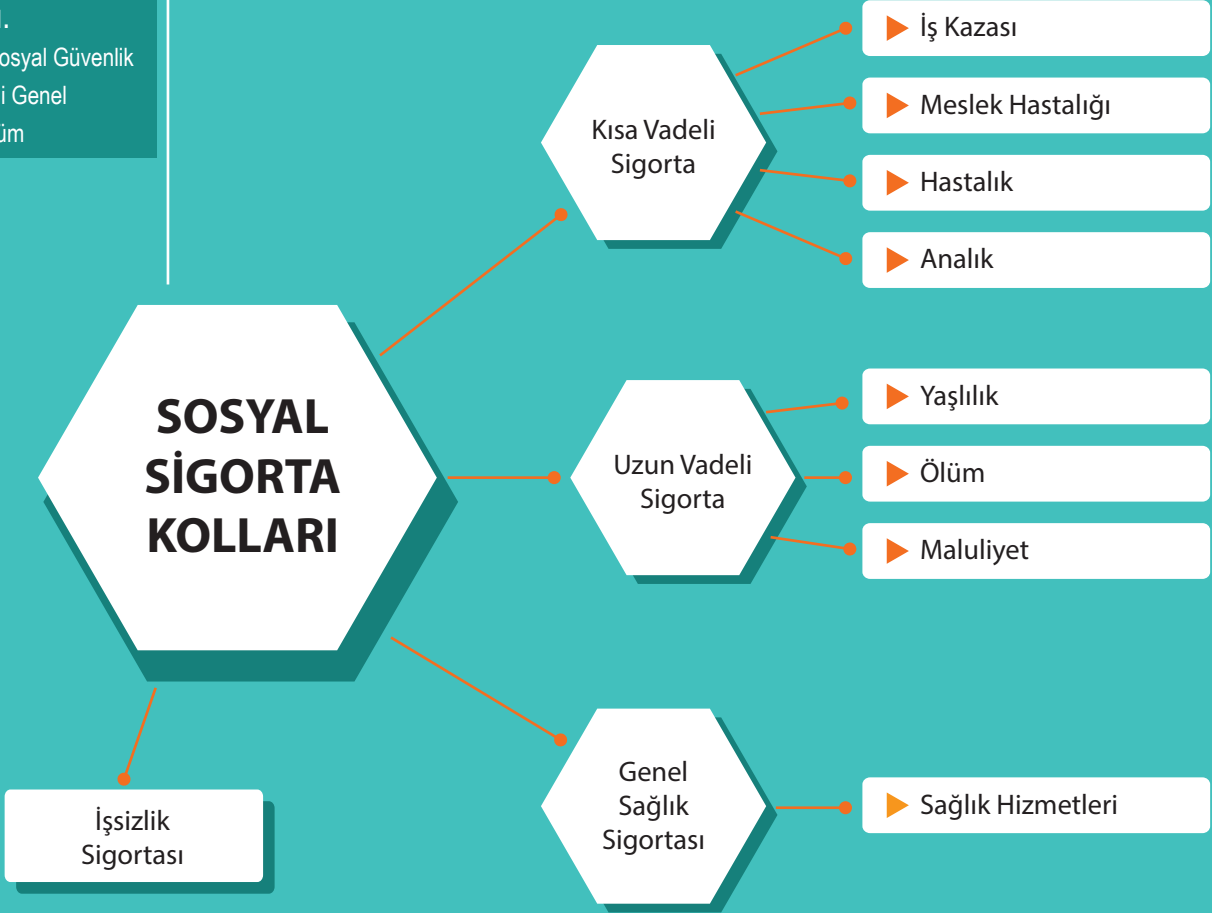 osyal Güvenlik
i Genel
üm
SOSYAL
SİGORTA
KOLLARI
Kısa Vadeli
Sigorta
İş Kazası
Meslek Hastalığı
Hastalık
Analık
Uzun Vadeli
Sigorta
Yaşlılık
Ölüm
Maluliyet
Genel
Sağlık
Sigortası
Sağlık Hizmetleri
İşsizlik
Sigortası